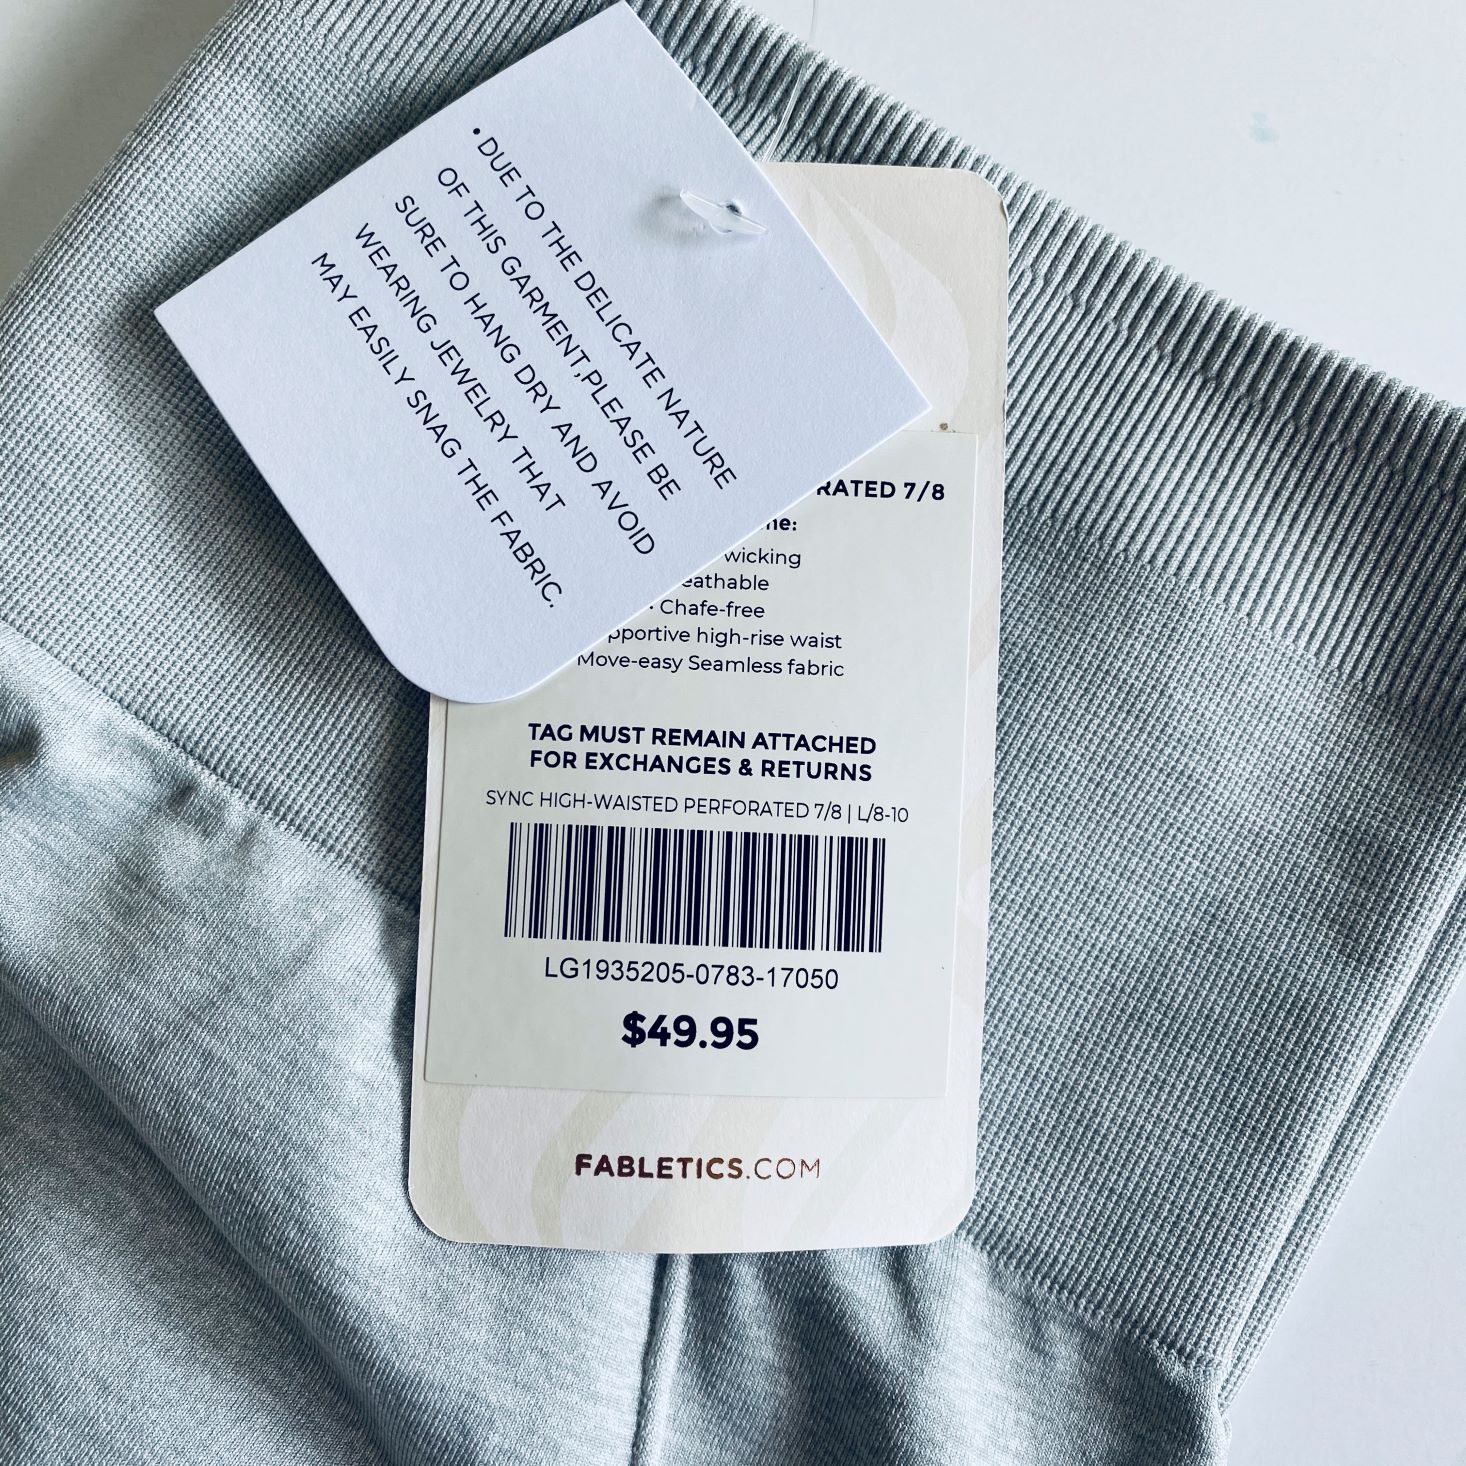 • DUE TO THE DELICATE NATURE
OF THIS GARMENT,PLEASE BE
SURE TO HANG DRY AND AVOID
WEARING JEWELRY THAT
MAY EASILY SNAG THE FABRIC.
7/8
wicking
• Chafe-free
high-rise waist
Move-easy Seamless fabric
TAG MUST REMAIN ATTACHED
FOR EXCHANGES & RETURNS
SYNC HIGH-WAISTED PERFORATED 7/8 | L/8-10
LG1935205-0783-17050
$49.95
FABLETICS.COM